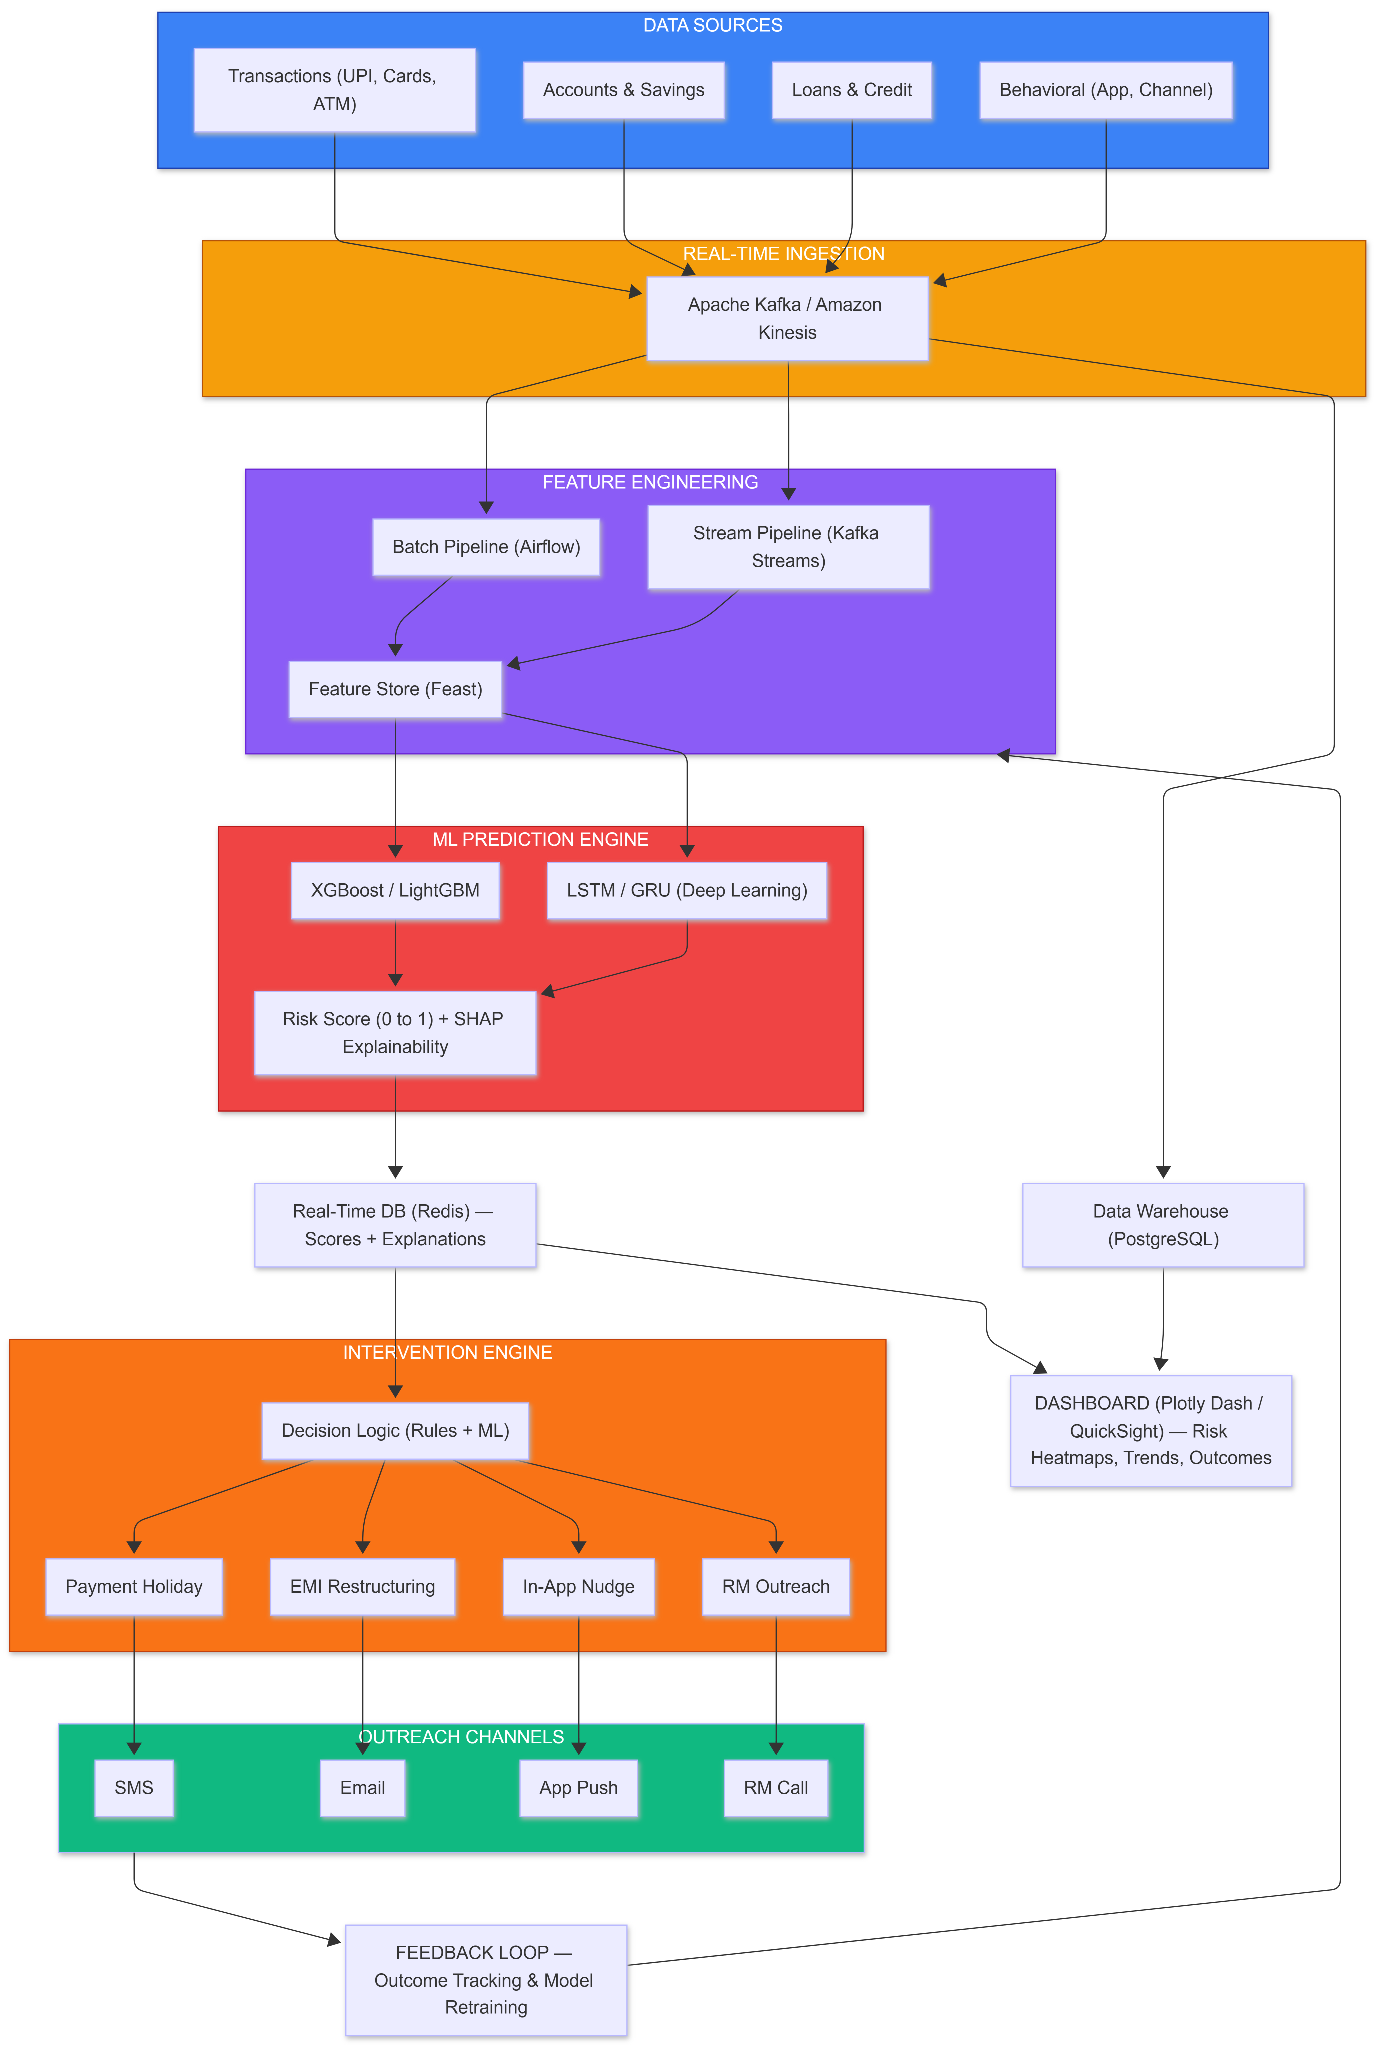 DATA SOURCES
Transactions (UPI, Cards,
ATM)
Accounts & Savings
Loans & Credit
Behavioral (App, Channel)
REAL-TIME INGESTION
Apache Kafka / Amazon
Kinesis
FEATURE ENGINEERING
Batch Pipeline (Airflow)
Stream Pipeline (Kafka
Streams)
Feature Store (Feast)
ML PREDICTION ENGINE
XGBoost / LightGBM
LSTM / GRU (Deep Learning)
Risk Score (0 to 1) + SHAP
Explainability
Real-Time DB (Redis) —
Scores + Explanations
Data Warehouse
(PostgreSQL)
INTERVENTION ENGINE
Decision Logic (Rules + ML)
DASHBOARD (Plotly Dash /
QuickSight) — Risk
Heatmaps, Trends, Outcomes
Payment Holiday
EMI Restructuring
In-App Nudge
RM Outreach
OUTREACH CHANNELS
SMS
Email
App Push
RM Call
FEEDBACK LOOP —
Outcome Tracking & Model
Retraining